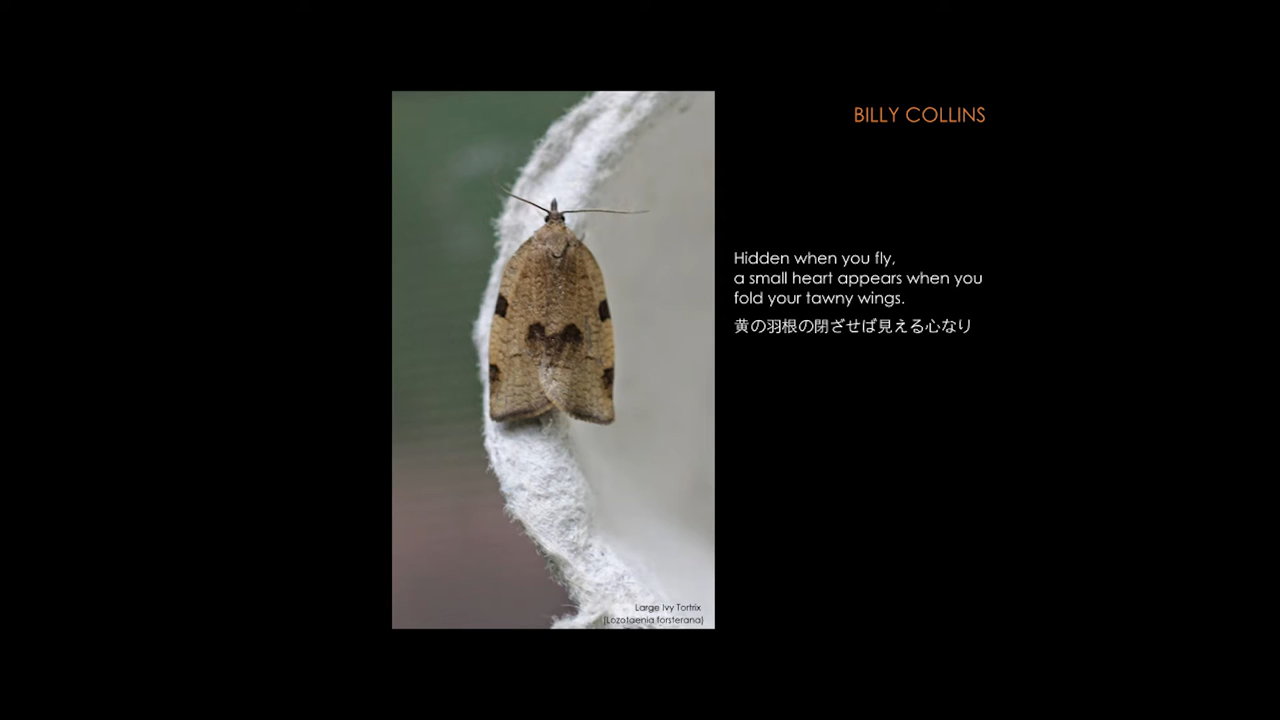 BILLY COLLINS
Hidden when you fly,
a small heart appears when you
fold your tawny wings.
黄の羽根の閉ざせば見える心なり
Large Ivy Tortrix
(Lozotaenia forsterana)